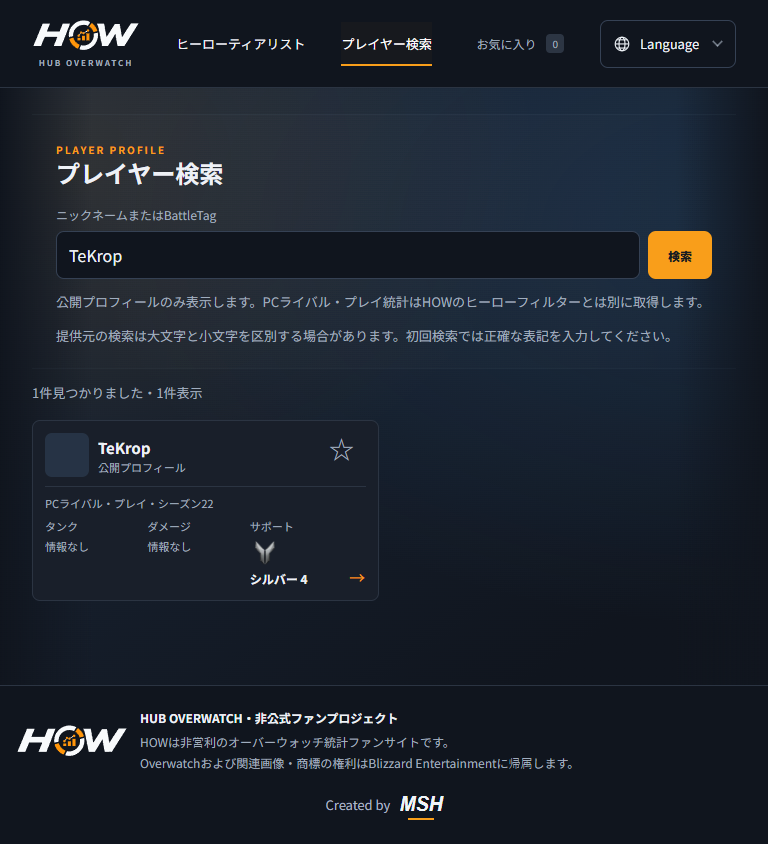 HOW
HUB OVERWATCH
ヒーローティアリスト
プレイヤー検索
お気に入り 0
Language
PLAYER PROFILE
プレイヤー検索
ニックネームまたはBattleTag
TeKrop
検索
公開プロフィールのみ表示します。PCライバル・プレイ統計はHOWのヒーローフィルターとは別に取得します。
提供元の検索は大文字と小文字を区別する場合があります。初回検索では正確な表記を入力してください。
1件見つかりました・1件表示
TeKrop
公開プロフィール
PCライバル・プレイ・シーズン22
タンク ダメージ サポート
情報なし 情報なし
シルバー 4 →
HOW
HUB OVERWATCH・非公式ファンプロジェクト
HOWは非営利のオーバーウォッチ統計ファンサイトです。
Overwatchおよび関連画像・商標の権利はBlizzard Entertainmentに帰属します。
Created by MSH